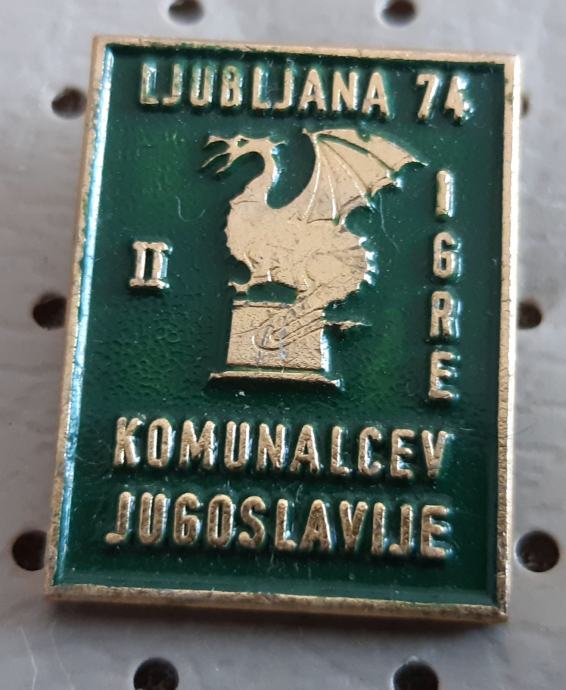 LJUBLJANA 74
II
IGRE
KOMUNALCEV
JUGOSLAVIJE